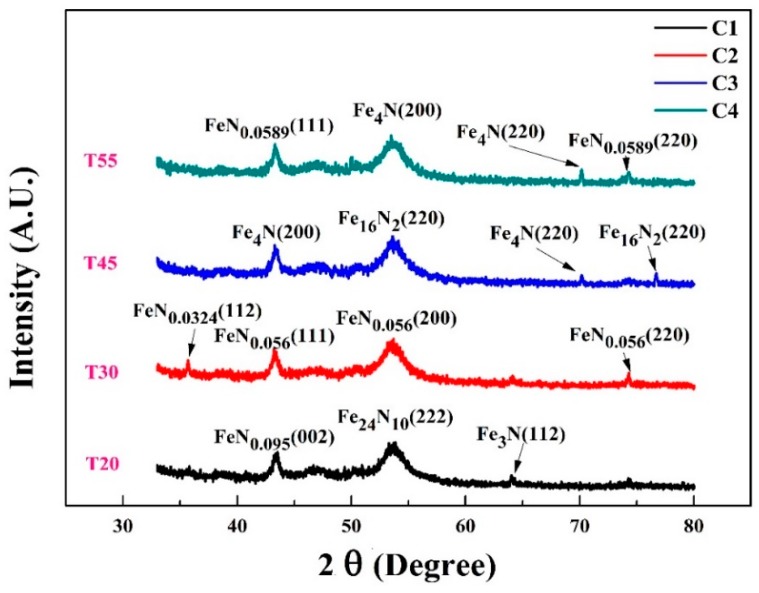 C1
C2
C3
C4
FeN0.0589(111)
Fe4N(200)
Fe4N(220)
FeN0.0589(220)
T55
Fe4N(200)
Fe16N2(220)
Fe4N(220)
Fe16N2(220)
T45
FeN0.0324(112)
FeN0.056(111)
FeN0.056(200)
FeN0.056(220)
T30
FeN0.095(002)
Fe24N10(222)
Fe3N(112)
T20
Intensity (A.U.)
30 40 50 60 70 80
2 θ (Degree)